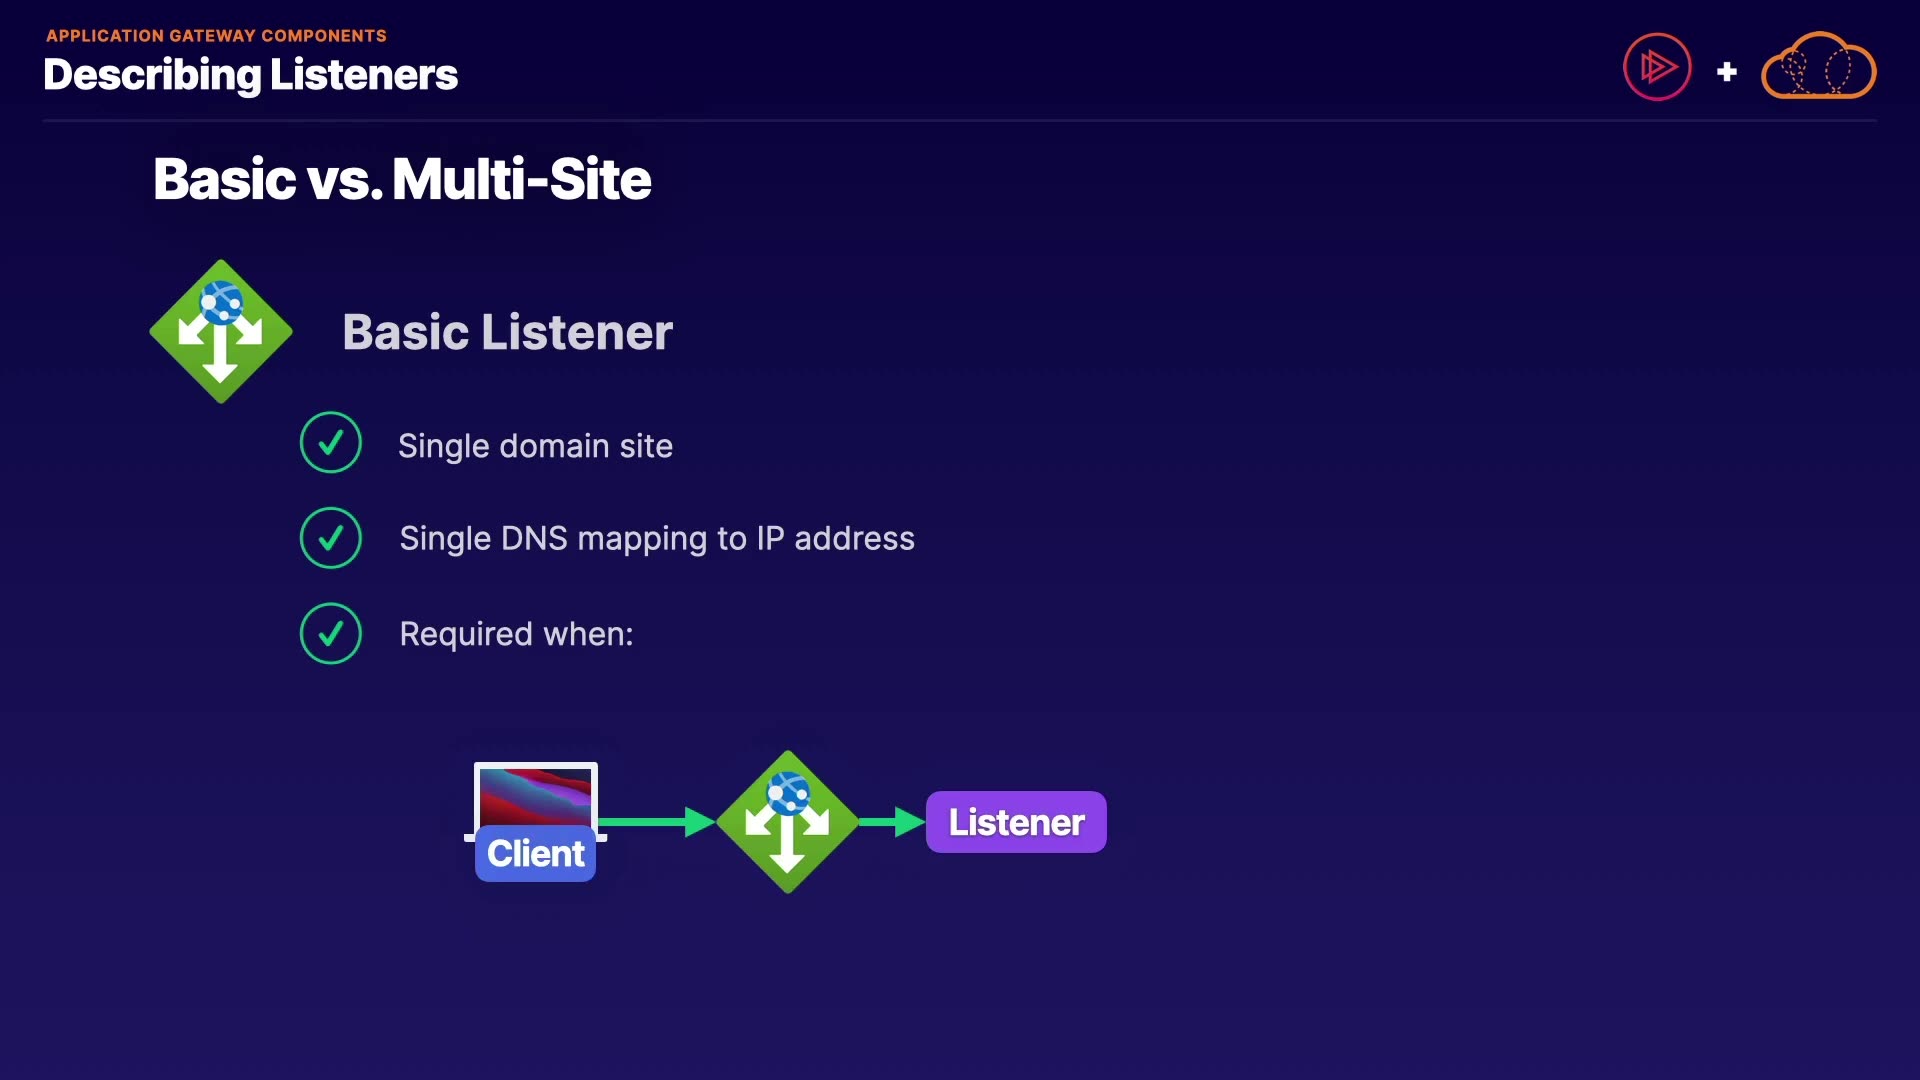 APPLICATION GATEWAY COMPONENTS
Describing Listeners
Basic vs. Multi-Site
Basic Listener
Single domain site
Single DNS mapping to IP address
Required when:
Client
Listener